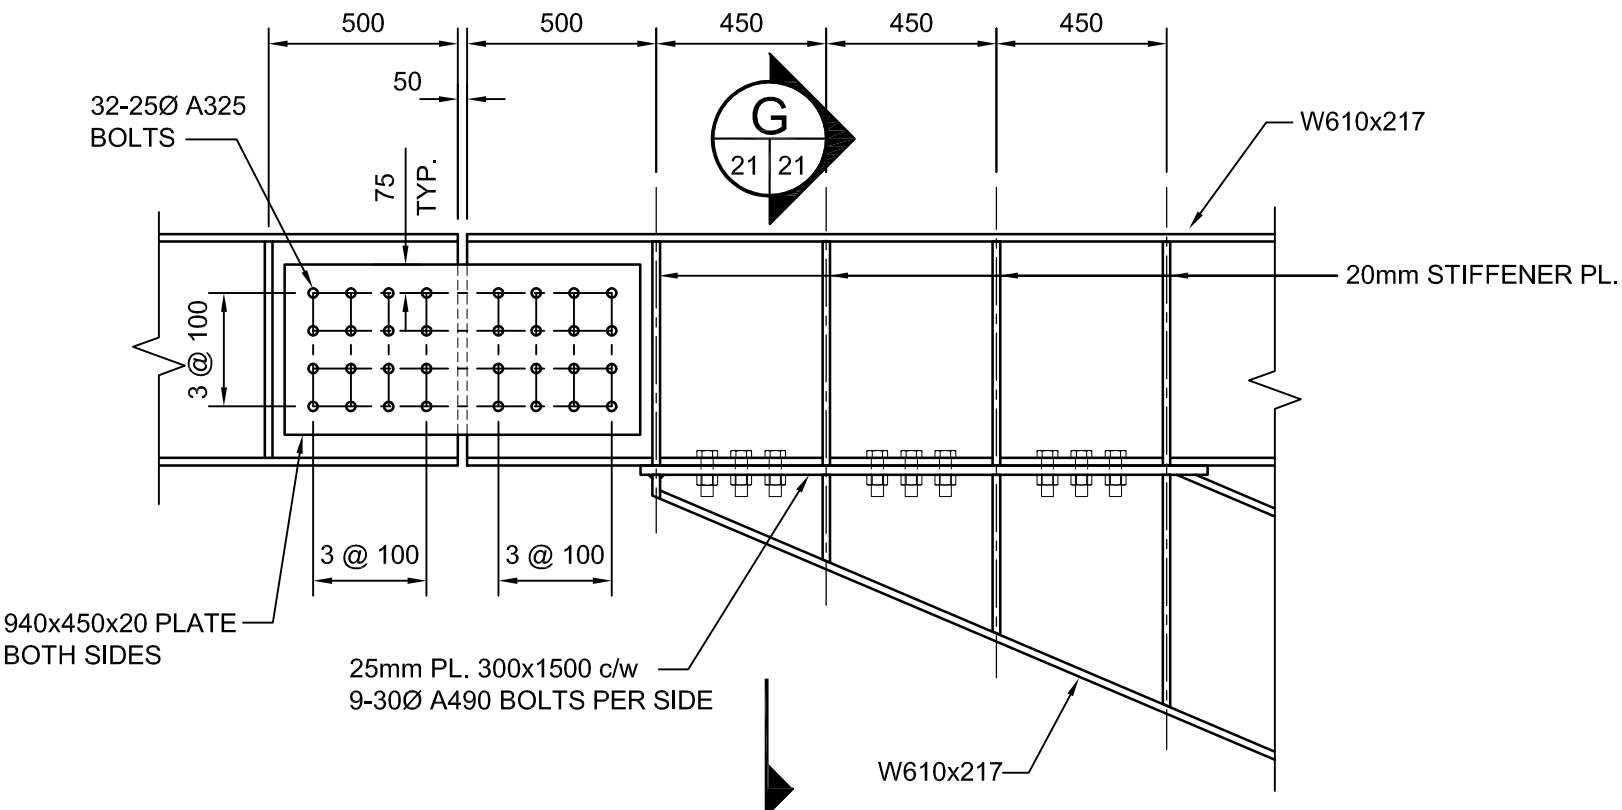 500
500
450
450
450
50
32-25Ø A325
BOLTS
75
TYP.
G
21
21
W610x217
20mm STIFFENER PL.
3 @ 100
3 @ 100
3 @ 100
940x450x20 PLATE
BOTH SIDES
25mm PL. 300x1500 c/w
9-30Ø A490 BOLTS PER SIDE
W610x217